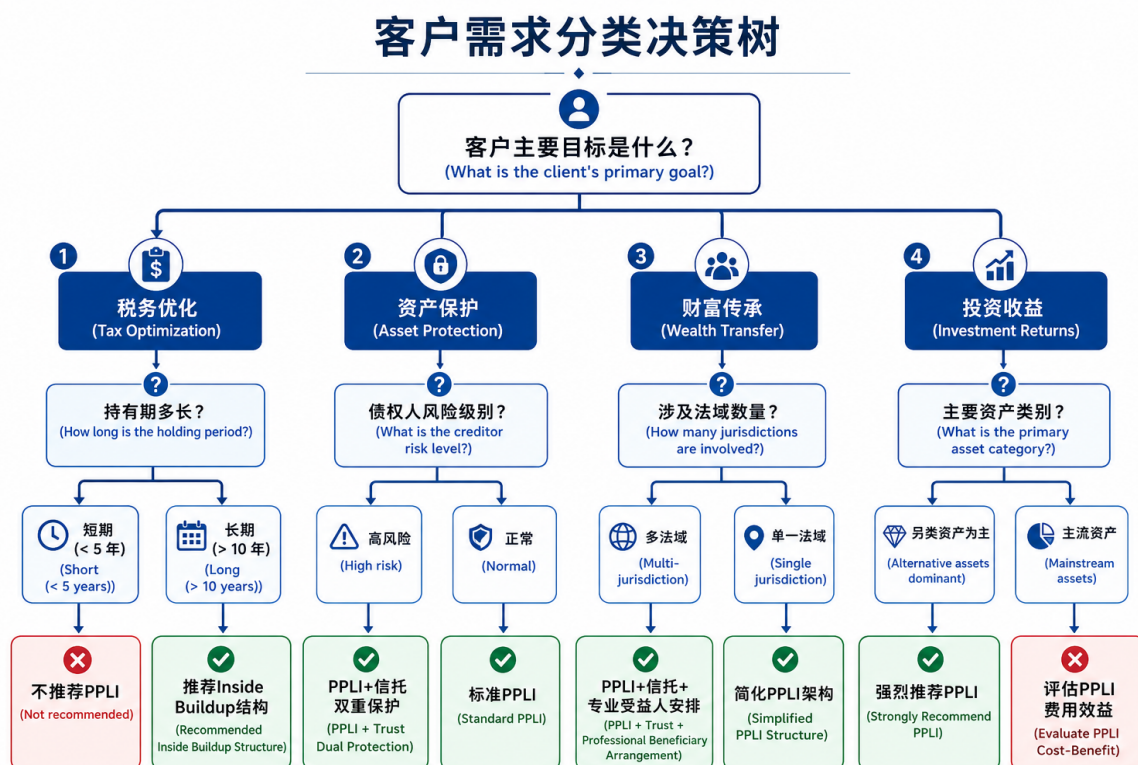 客户需求分类决策树
客户主要目标是什么？
(What is the client's primary goal?)
1
税务优化
(Tax Optimization)
2
资产保护
(Asset Protection)
3
财富传承
(Wealth Transfer)
4
投资收益
(Investment Returns)
?
持有期多长？
(How long is the holding period?)
?
债权人风险级别？
(What is the creditor
risk level?)
?
涉及法域数量？
(How many jurisdictions
are involved?)
?
主要资产类别？
(What is the primary
asset category?)
短期
(< 5 年)
(Short
(< 5 years))
长期
(> 10 年)
(Long
(> 10 years))
高风险
(High risk)
正常
(Normal)
多法域
(Multi-
jurisdiction)
单一法域
(Single
jurisdiction)
另类资产为主
(Alternative assets
dominant)
主流资产
(Mainstream
assets)
不推荐PPLI
(Not recommended)
推荐Inside
Buildup结构
(Recommended
Inside Buildup Structure)
PPLI+信托
双重保护
(PPLI + Trust
Dual Protection)
标准PPLI
(Standard PPLI)
PPLI+信托+
专业受益人安排
(PPLI + Trust +
Professional Beneficiary
Arrangement)
简化PPLI架构
(Simplified
PPLI Structure)
强烈推荐PPLI
(Strongly Recommend
PPLI)
评估PPLI
费用效益
(Evaluate PPLI
Cost-Benefit)